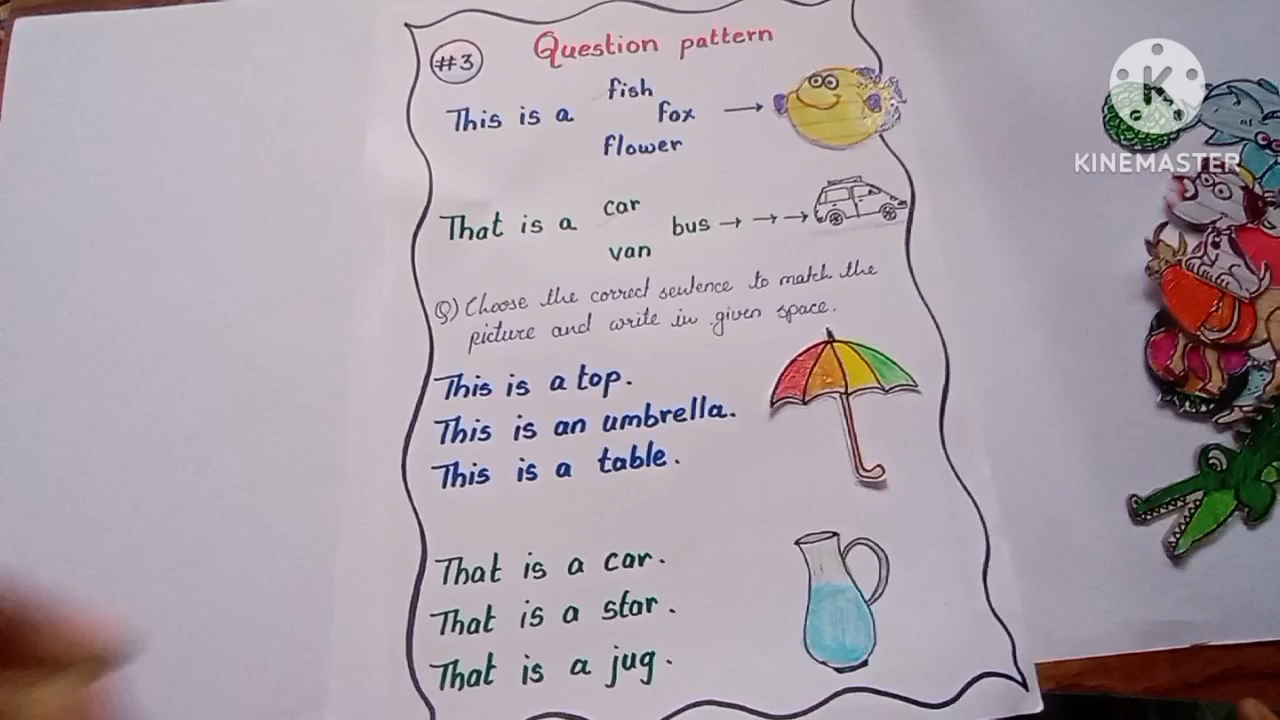 #3 Question pattern
fish
This is a fox →
flower
car
That is a bus → → →
van
Q) Choose the correct sentence to match the
picture and write in given space.
This is a top.
This is an umbrella.
This is a table.
That is a car.
That is a star.
That is a jug.
K
KINEMASTER